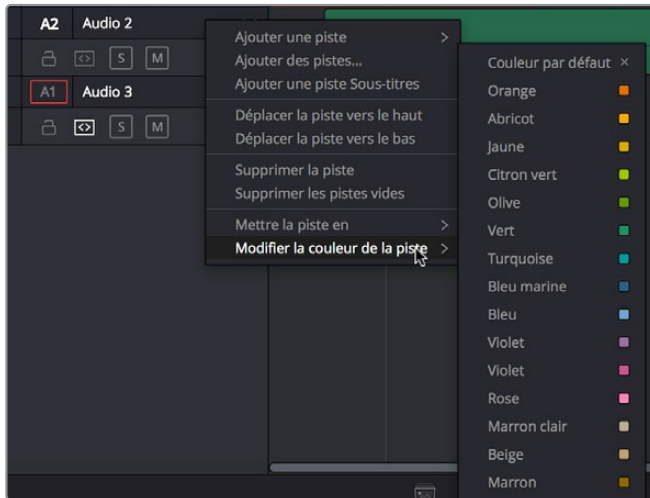 A2 Audio 2
S M
A1 Audio 3
S M
Ajouter une piste >
Ajouter des pistes...
Ajouter une piste Sous-titres
Déplacer la piste vers le haut
Déplacer la piste vers le bas
Supprimer la piste
Supprimer les pistes vides
Mettre la piste en >
Modifier la couleur de la piste >
Couleur par défaut ×
Orange
Abricot
Jaune
Citron vert
Olive
Vert
Turquoise
Bleu marine
Bleu
Violet
Violet
Rose
Marron clair
Beige
Marron